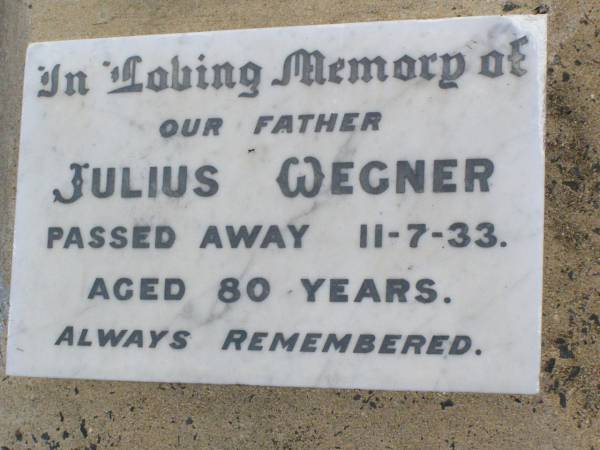 In Loving Memory of
OUR FATHER
JULIUS WEGNER
PASSED AWAY 11-7-33.
AGED 80 YEARS.
ALWAYS REMEMBERED.